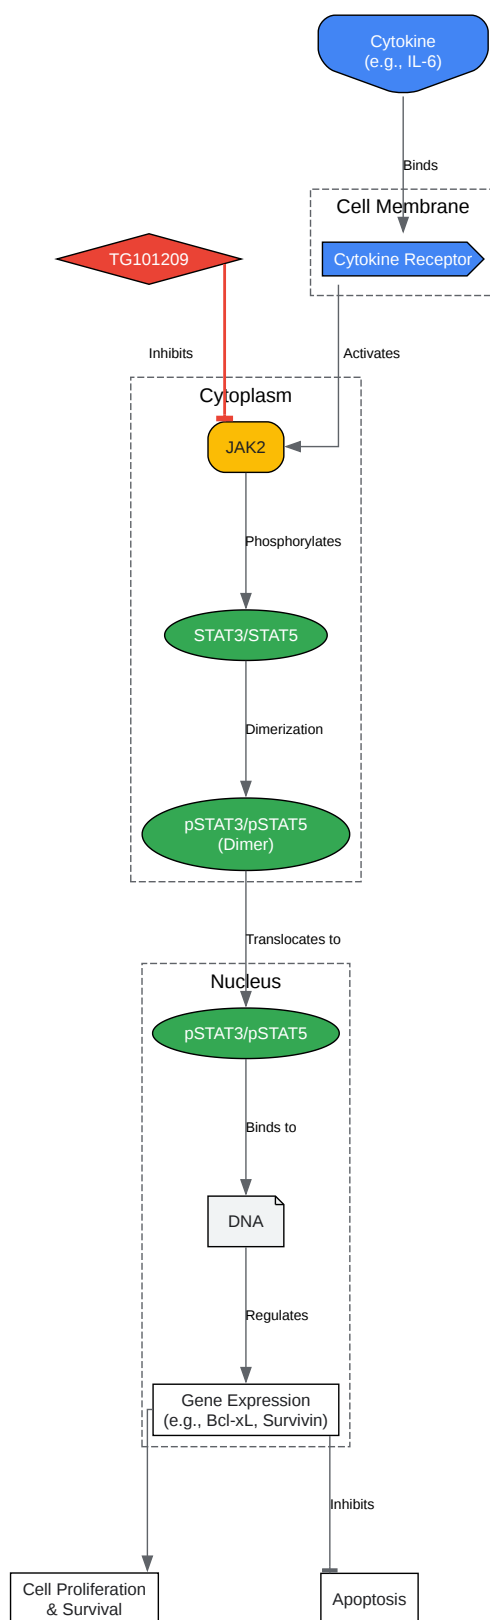 Cytokine
(e.g., IL-6)
Binds
Cell Membrane
TG101209
Cytokine Receptor
Inhibits
Activates
Cytoplasm
JAK2
Phosphorylates
STAT3/STAT5
Dimerization
pSTAT3/pSTAT5
(Dimer)
Translocates to
Nucleus
pSTAT3/pSTAT5
Binds to
DNA
Regulates
Gene Expression
(e.g., Bcl-xL, Survivin)
Inhibits
Cell Proliferation
& Survival
Apoptosis